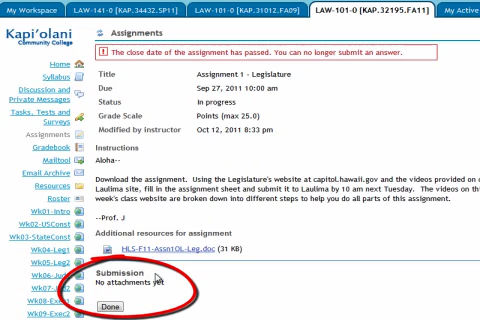 My Workspace LAW-141-0 [KAP.34432.SP11] LAW-101-0 [KAP.31012.FA09] LAW-101-0 [KAP.32195.FA11] My Active
Kapi'olani
Community College
Assignments
The close date of the assignment has passed. You can no longer submit an answer.
Home
Syllabus
Discussion and
Private Messages
Tasks, Tests and
Surveys
Assignments
Gradebook
Mailtool
Email Archive
Resources
Roster
Wk01-Intro
Wk02-USConst
Wk03-StateConst
Wk04-Leg1
Wk05-Leg2
Wk06-Jud1
Wk07-Jud2
Wk08-Exec1
Wk09-Exec2
Title Assignment 1 - Legislature
Due Sep 27, 2011 10:00 am
Status In progress
Grade Scale Points (max 25.0)
Modified by instructor Oct 12, 2011 8:33 pm
Instructions
Aloha--
Download the assignment. Using the Legislature's website at capitol.hawaii.gov and the videos provided on
Laulima site, fill in the assignment sheet and submit it to Laulima by 10 am next Tuesday. The videos on
week's class website are broken down into different steps to help you do all parts of this assignment.
--Prof. J
Additional resources for assignment
HLS-F11-Assn1OL-Leg.doc (31 KB)
Submission
No attachments yet
Done